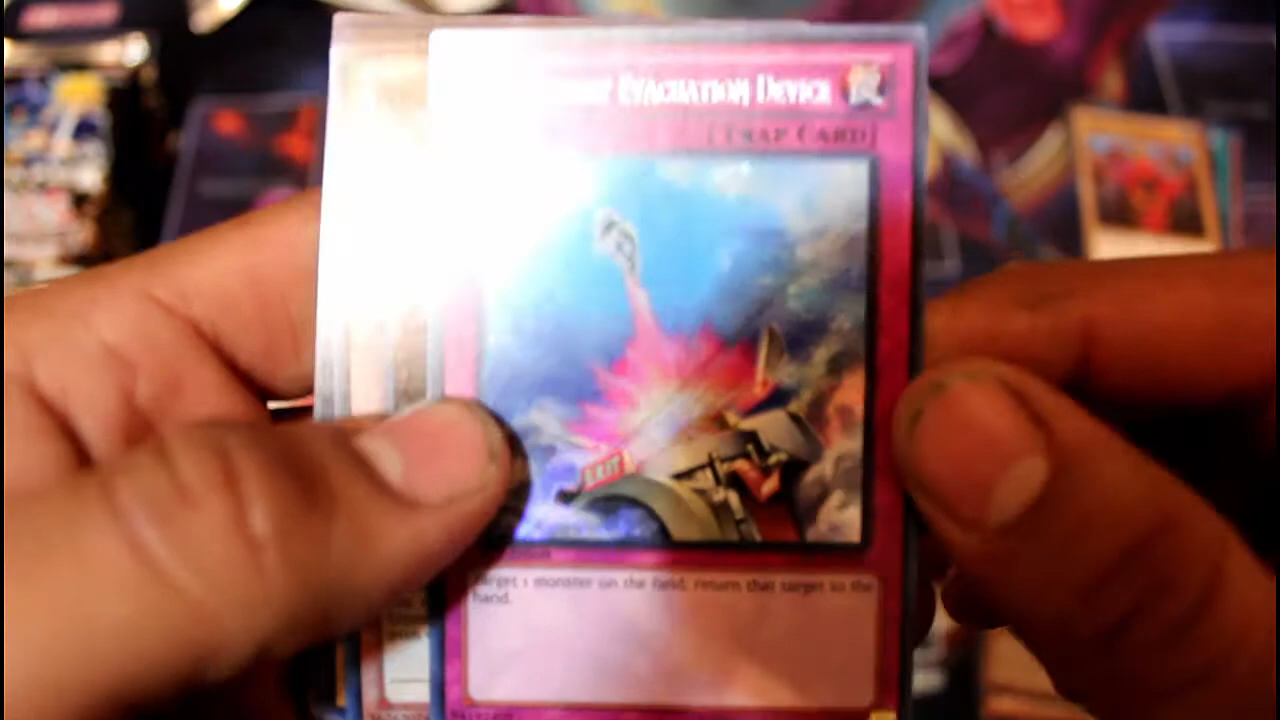 Evacuation Device
[Trap Card]
EXIT
Target 1 monster on the field; return that target to the
hand.